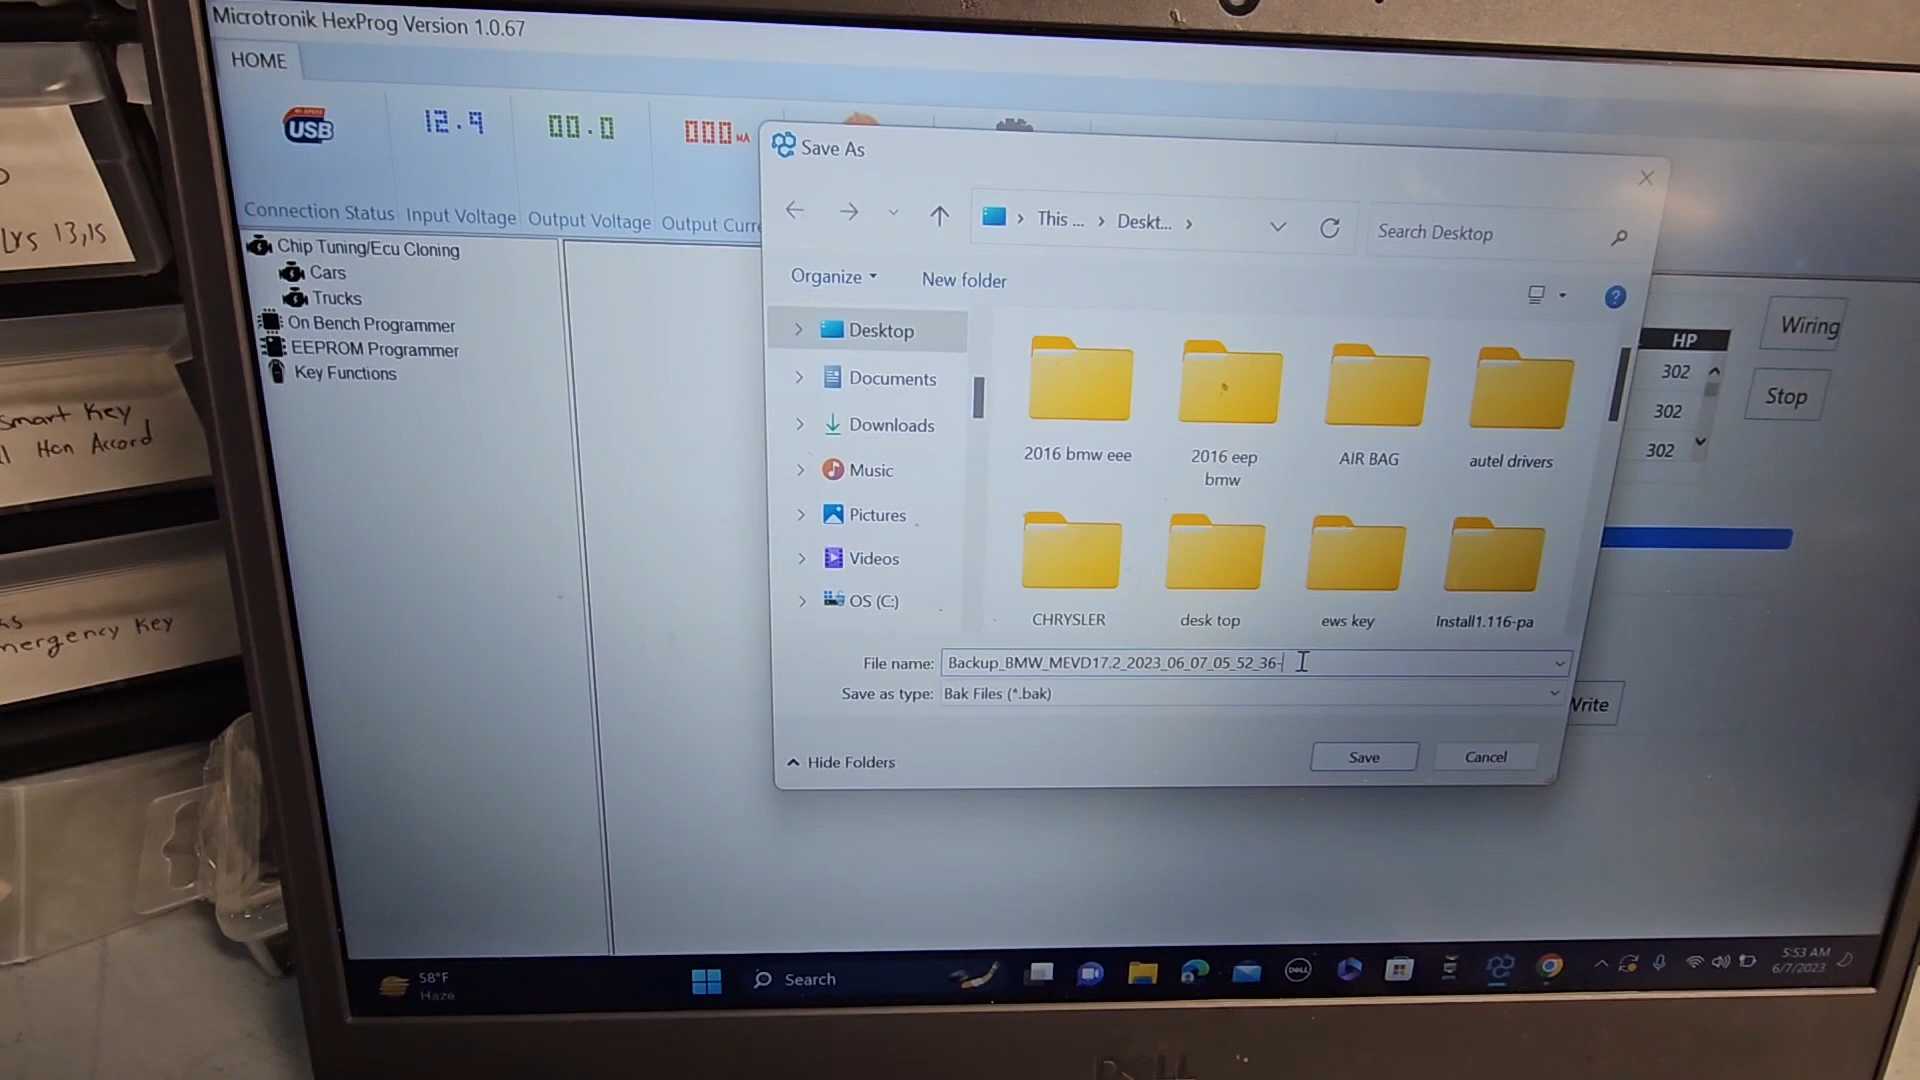 Microtronik HexProg Version 1.0.67
HOME
HI-SPEED
USB
12.9
00.0
000 MA
Connection Status
Input Voltage
Output Voltage
Output Curre
Chip Tuning/Ecu Cloning
Cars
Trucks
On Bench Programmer
EEPROM Programmer
Key Functions
Save As
This ... > Deskt... >
Search Desktop
Organize
New folder
Desktop
Documents
Downloads
Music
Pictures
Videos
OS (C:)
2016 bmw eee
2016 eep
bmw
AIR BAG
autel drivers
CHRYSLER
desk top
ews key
Install1.116-pa
File name: Backup_BMW_MEVD17.2_2023_06_07_05_52_36-
Save as type: Bak Files (*.bak)
Hide Folders
Save
Cancel
HP
302
302
302
Wiring
Stop
Write
58°F
Haze
Search
DELL
5:53 AM
6/7/2023
13,15
Smart Key
Hon Accord
mergency Key